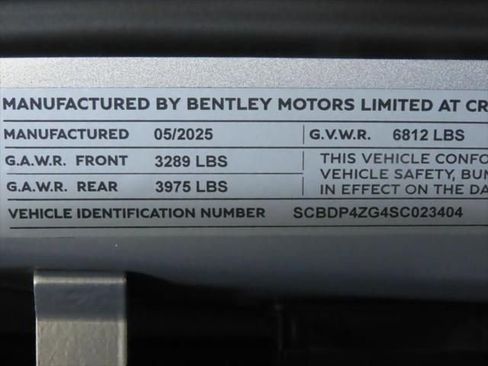 MANUFACTURED BY BENTLEY MOTORS LIMITED AT CR
MANUFACTURED 05/2025 G.V.W.R. 6812 LBS
G.A.W.R. FRONT 3289 LBS THIS VEHICLE CONFO
VEHICLE SAFETY, BUM
G.A.W.R. REAR 3975 LBS IN EFFECT ON THE DA
VEHICLE IDENTIFICATION NUMBER SCBDP4ZG4SC023404